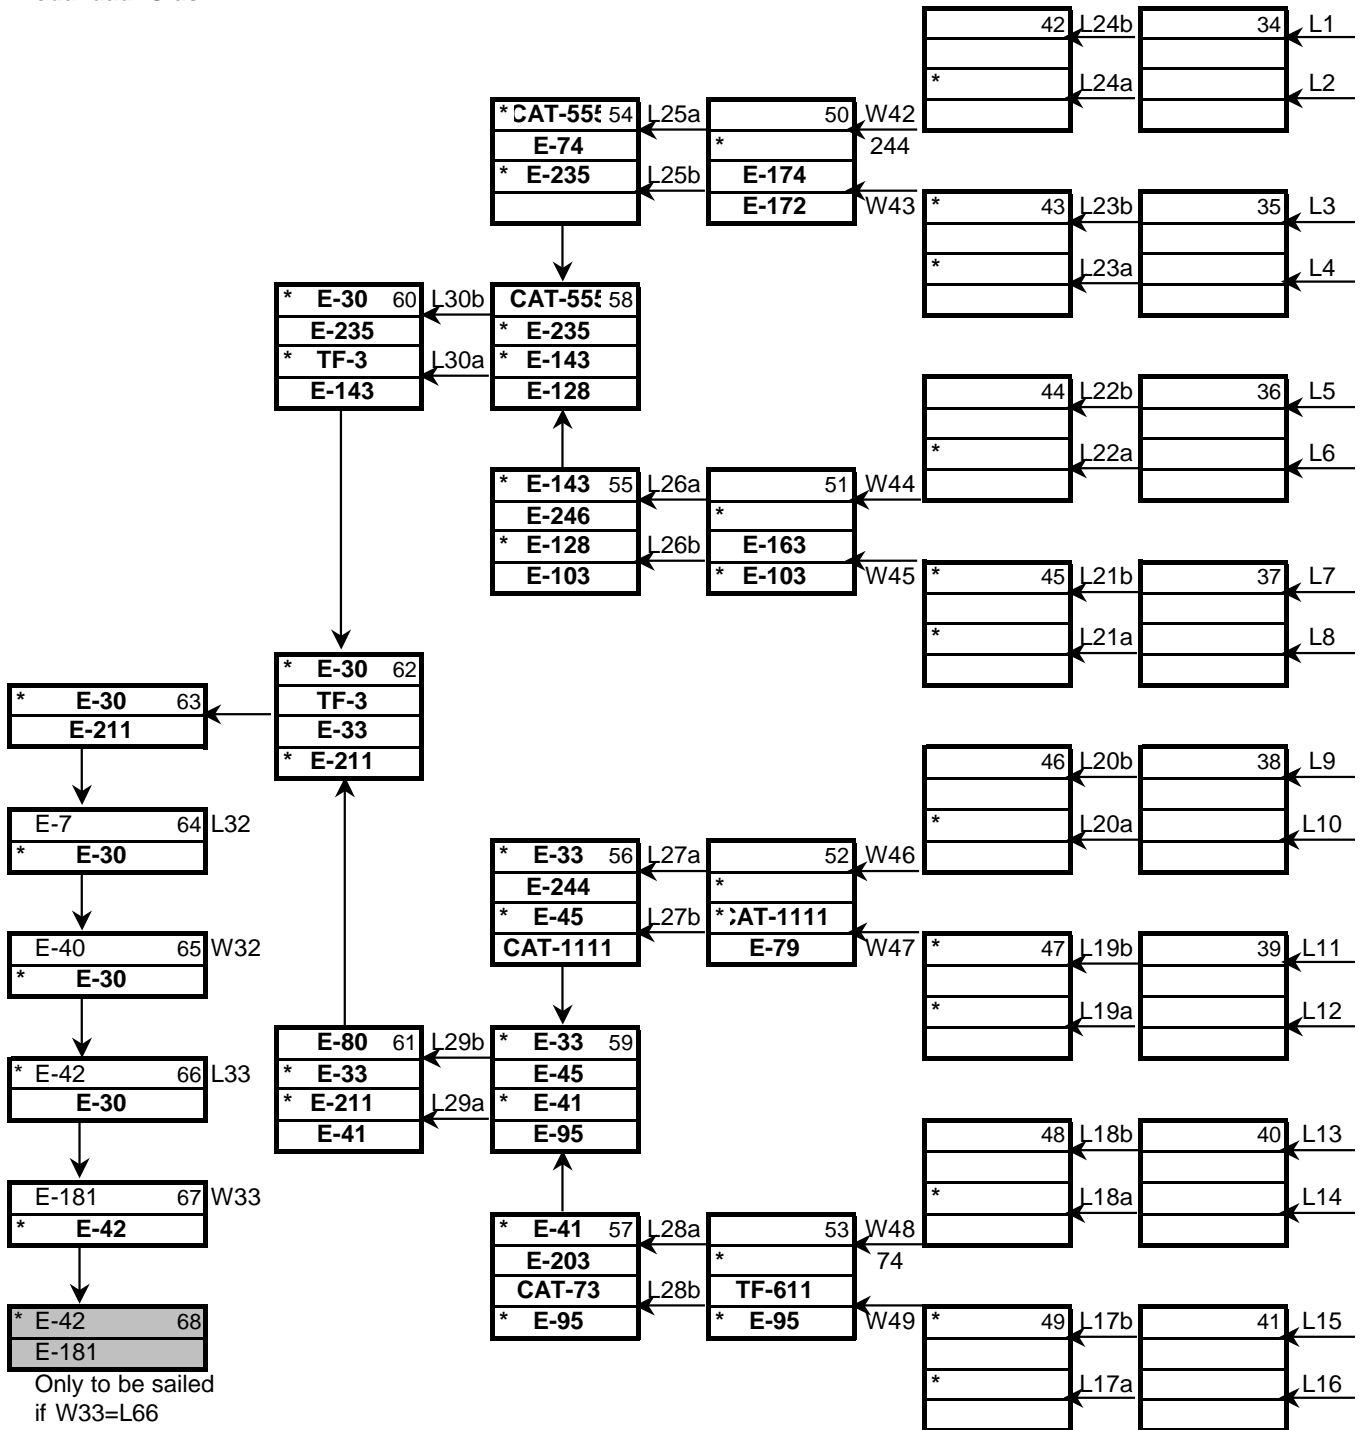 42 L24b 34 L1
* L24a L2
* CAT-555 54 L25a 50 W42
E-74 * 244
* E-235 L25b E-174
E-172 W43
* 43 L23b 35 L3
* L23a L4
* E-30 60 L30b CAT-555 58
E-235 * E-235
* TF-3 L30a * E-143
E-143 E-128
44 L22b 36 L5
* L22a L6
* E-143 55 L26a 51 W44
E-246 *
* E-128 L26b E-163
E-103 * E-103 W45
* 45 L21b 37 L7
* L21a L8
* E-30 62
TF-3
E-33
* E-211
* E-30 63
E-211
46 L20b 38 L9
* L20a L10
E-7 64 L32
* E-30
* E-33 56 L27a 52 W46
E-244 *
* E-45 L27b * CAT-1111
CAT-1111 E-79 W47
E-40 65 W32
* E-30
* 47 L19b 39 L11
* L19a L12
E-80 61 L29b * E-33 59
* E-33 E-45
* E-211 L29a * E-41
E-41 E-95
* E-42 66 L33
E-30
48 L18b 40 L13
* L18a L14
E-181 67 W33
* E-42
* E-41 57 L28a 53 W48
E-203 * 74
CAT-73 L28b TF-611
* E-95 * E-95 W49
* 49 L17b 41 L15
* L17a L16
* E-42 68
E-181
Only to be sailed
if W33=L66